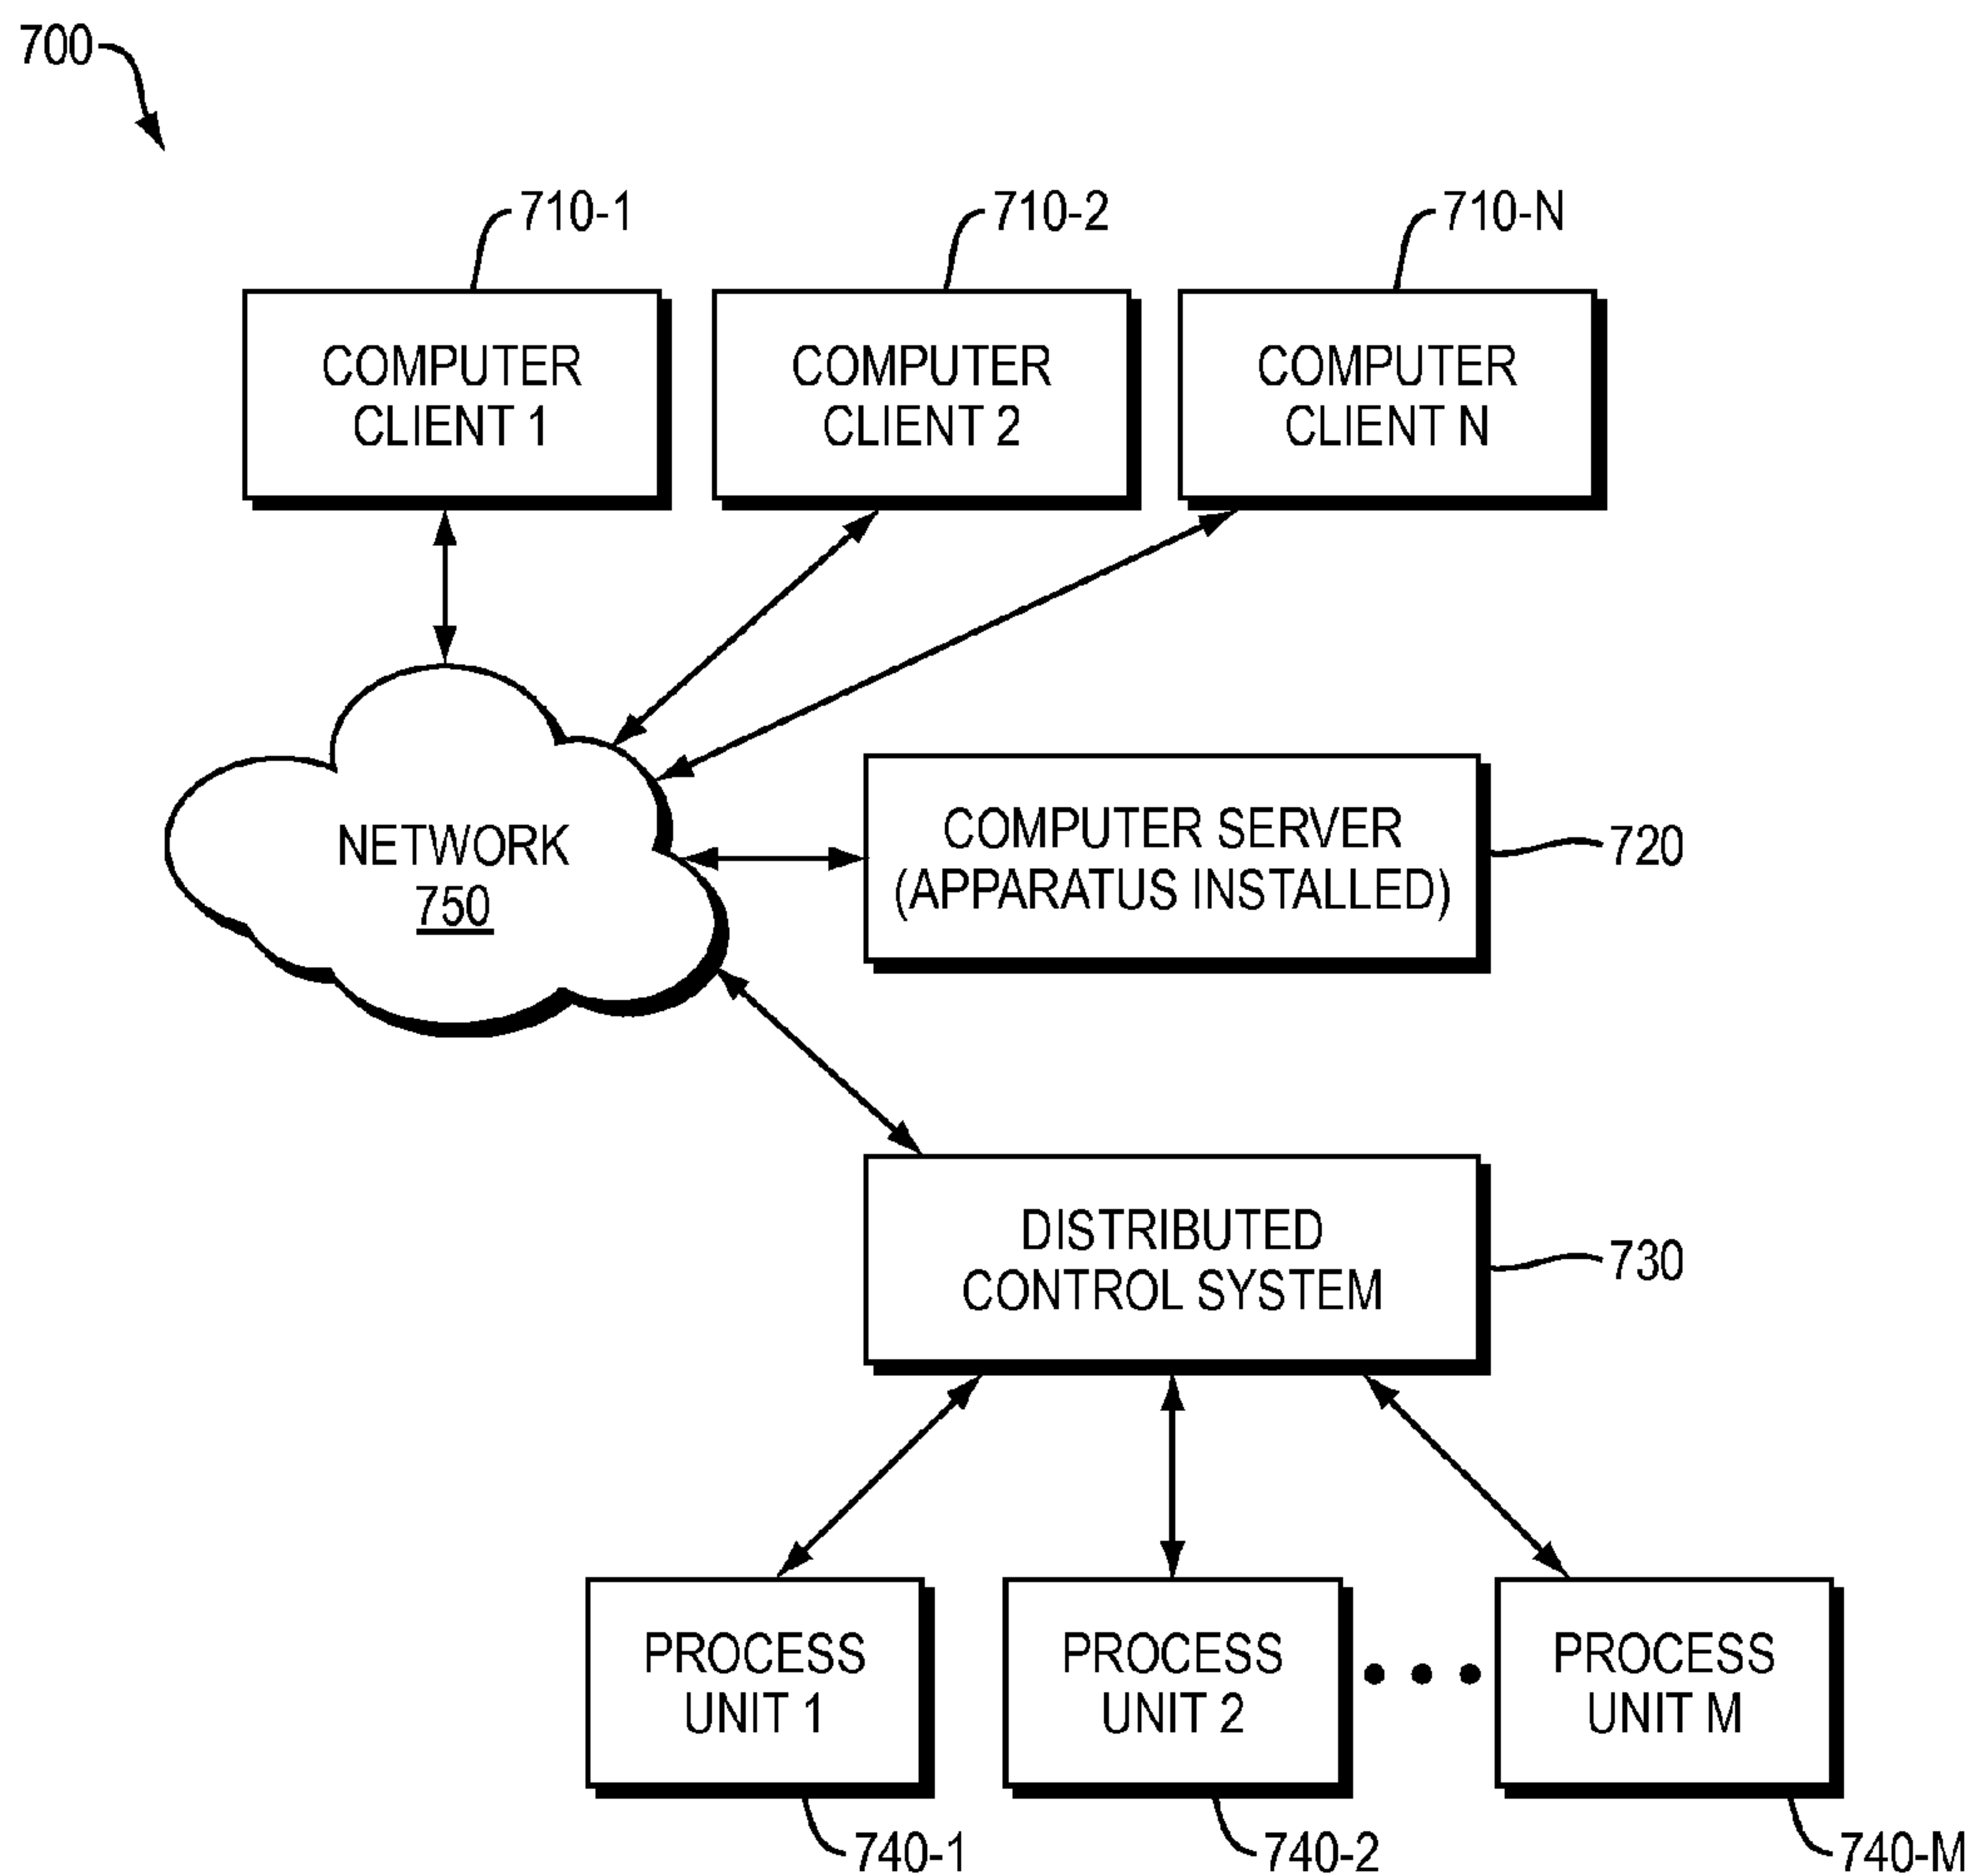 700
710-1
710-2
710-N
COMPUTER
CLIENT 1
COMPUTER
CLIENT 2
COMPUTER
CLIENT N
NETWORK
750
COMPUTER SERVER
(APPARATUS INSTALLED)
720
DISTRIBUTED
CONTROL SYSTEM
730
PROCESS
UNIT 1
PROCESS
UNIT 2
PROCESS
UNIT M
740-1
740-2
740-M